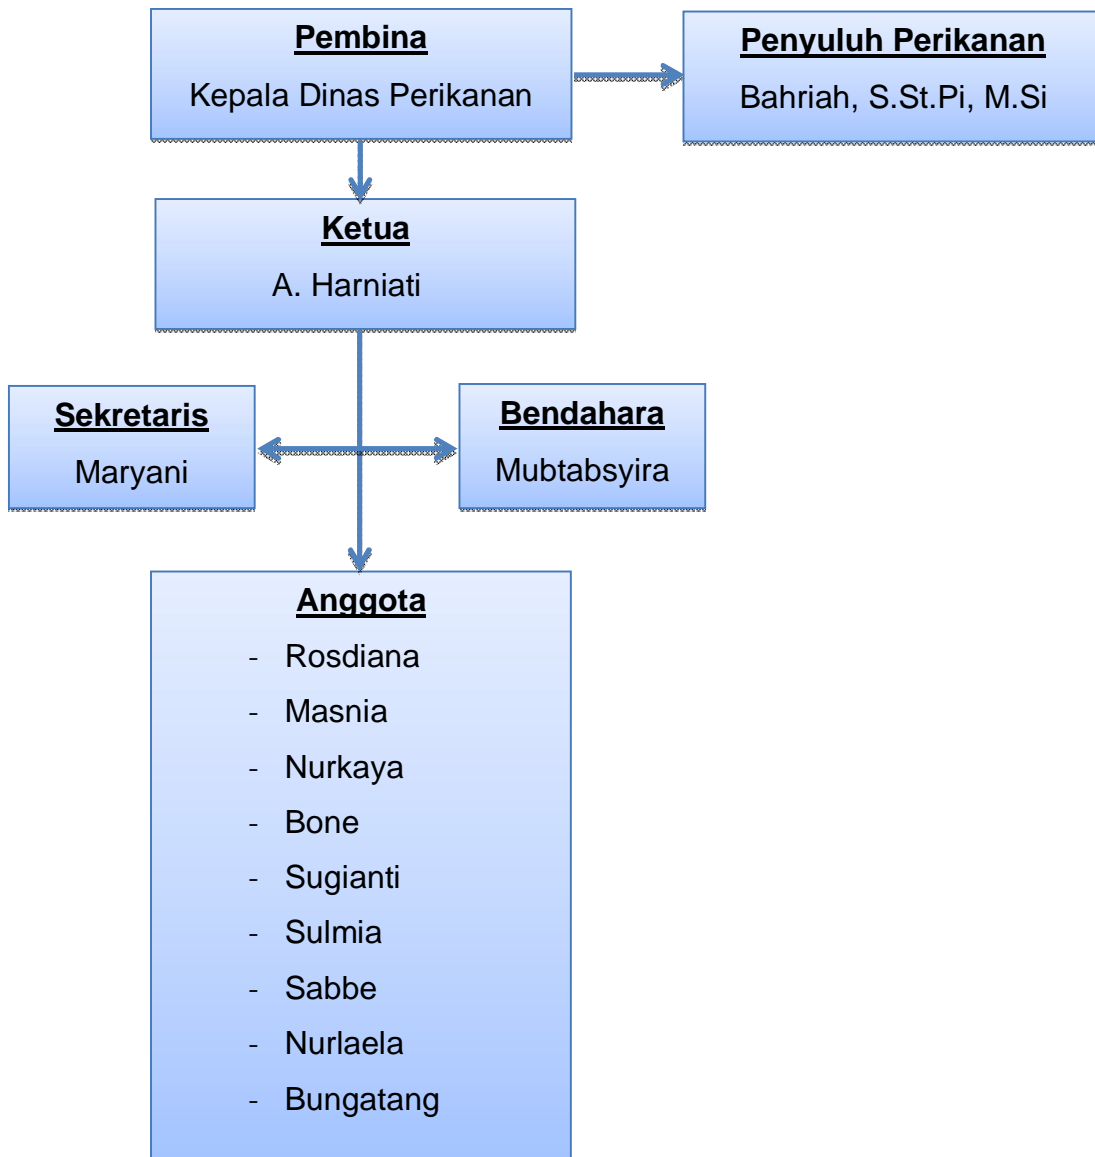 Pembina
Kepala Dinas Perikanan
Penyuluh Perikanan
Bahriah, S.St.Pi, M.Si
Ketua
A. Harniati
Sekretaris
Maryani
Bendahara
Mubtabsyira
Anggota
- Rosdiana
- Masnia
- Nurkaya
- Bone
- Sugianti
- Sulmia
- Sabbe
- Nurlaela
- Bungatang